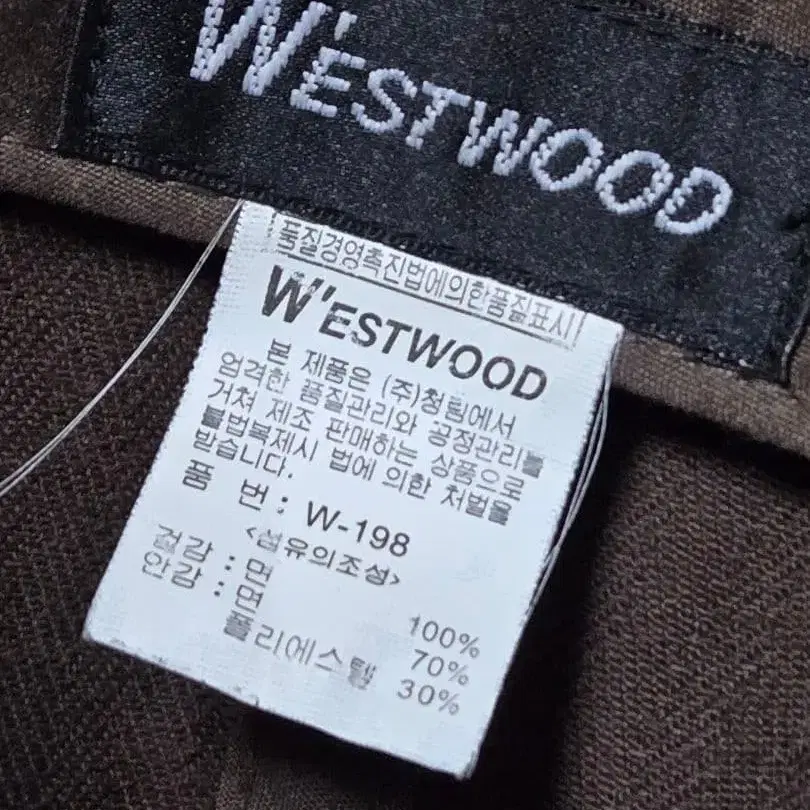 W'ESTWOOD
품질경영촉진법에의한품질표시
W'ESTWOOD
본 제품은 (주)청림에서
엄격한 품질관리와 공정관리를
거쳐 제조 판매하는 상품으로
불법복제시 법에 의한 처벌을
받습니다.
품 번 : W-198
<섬유의조성>
겉감 : 면 100%
안감 : 면 70%
폴리에스텔 30%